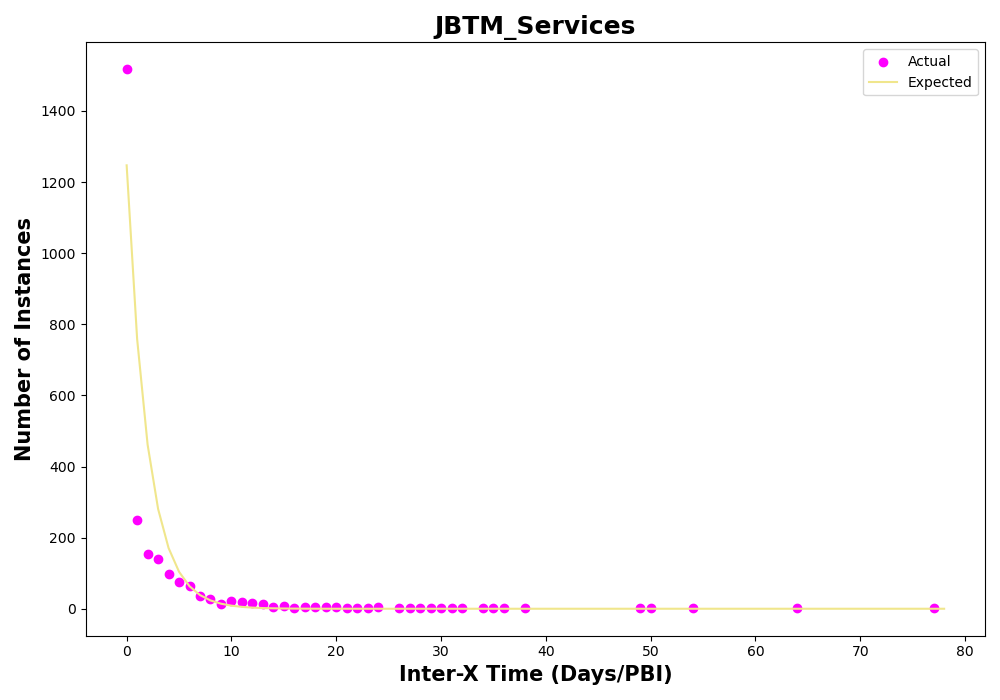 JBTM_Services
Actual
Expected
Number of Instances
1400
1200
1000
800
600
400
200
0
0 10 20 30 40 50 60 70 80
Inter-X Time (Days/PBI)